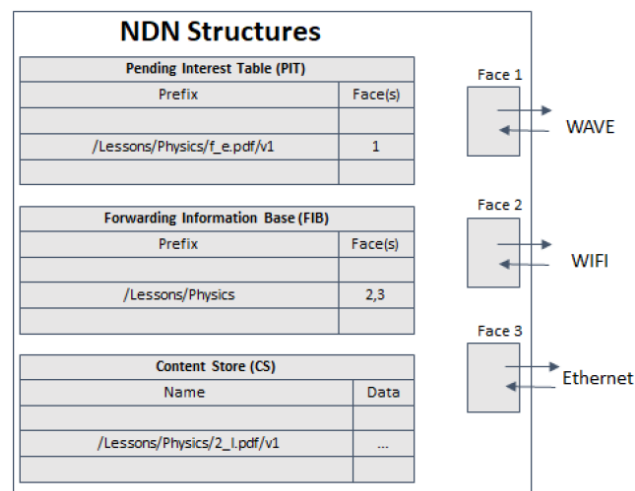 NDN Structures
Pending Interest Table (PIT)
Prefix Face(s)
/Lessons/Physics/f_e.pdf/v1 1
Forwarding Information Base (FIB)
Prefix Face(s)
/Lessons/Physics 2,3
Content Store (CS)
Name Data
/Lessons/Physics/2_l.pdf/v1 ...
Face 1
WAVE
Face 2
WIFI
Face 3
Ethernet